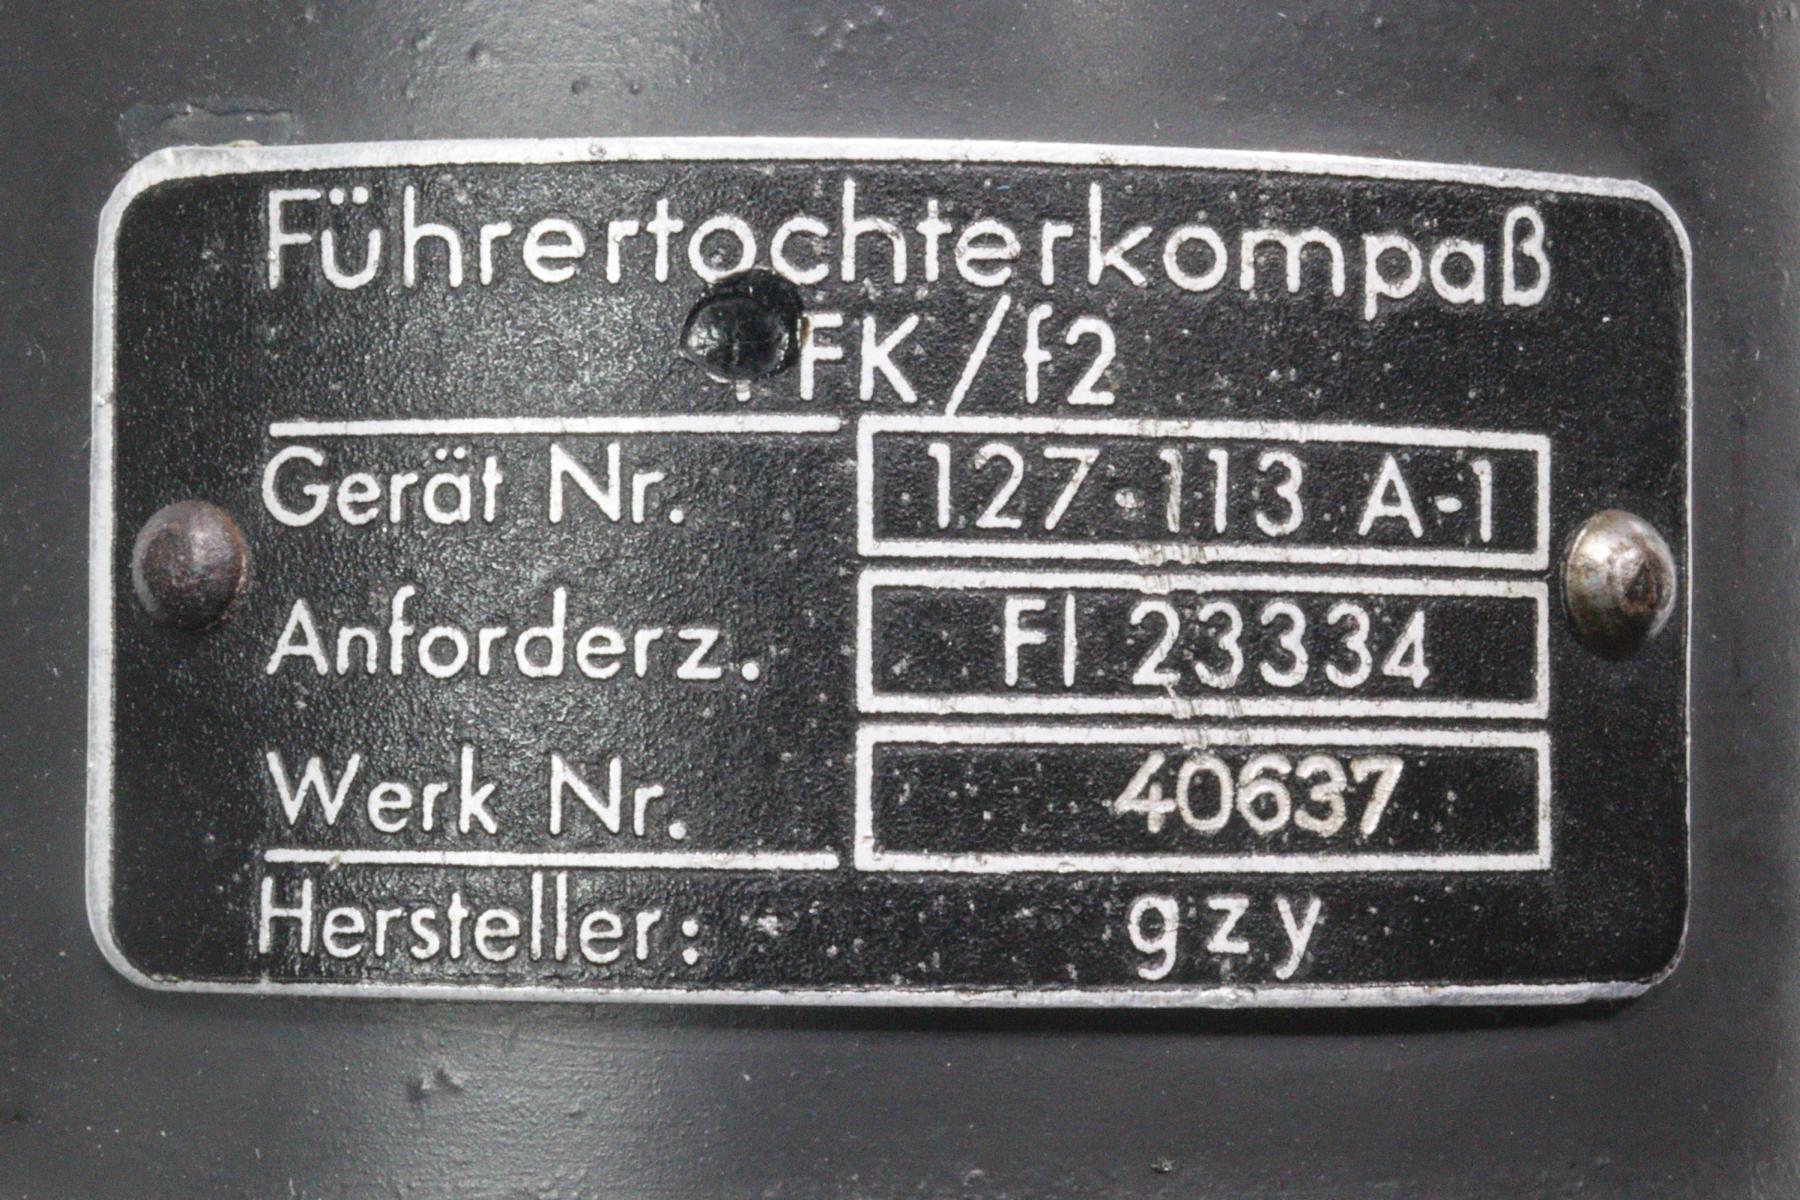 Führertochterkompaß
FK/f2
Gerät Nr. 127-113 A-1
Anforderz. Fl 23334
Werk Nr. 40637
Hersteller: gzy